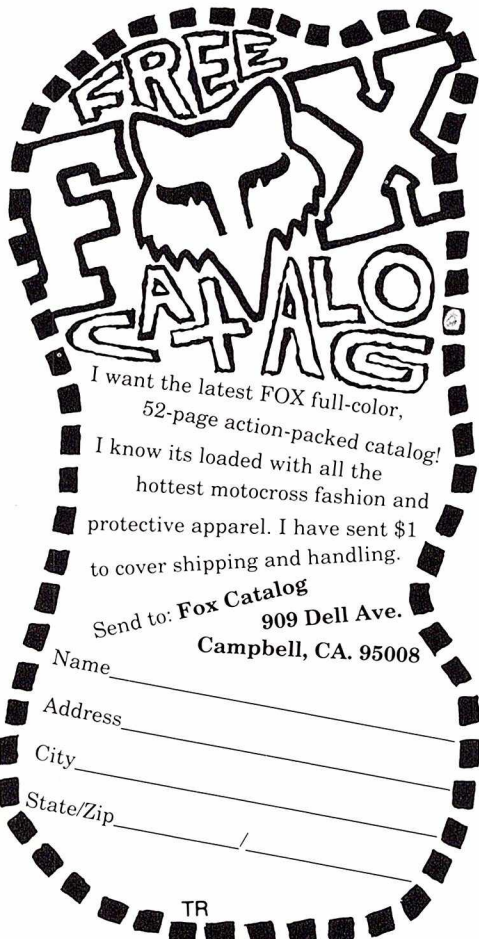 FREE
FOX
CATALOG
I want the latest FOX full-color,
52-page action-packed catalog!
I know its loaded with all the
hottest motocross fashion and
protective apparel. I have sent $1
to cover shipping and handling.
Send to: Fox Catalog
909 Dell Ave.
Campbell, CA. 95008
Name
Address
City
State/Zip /
TR